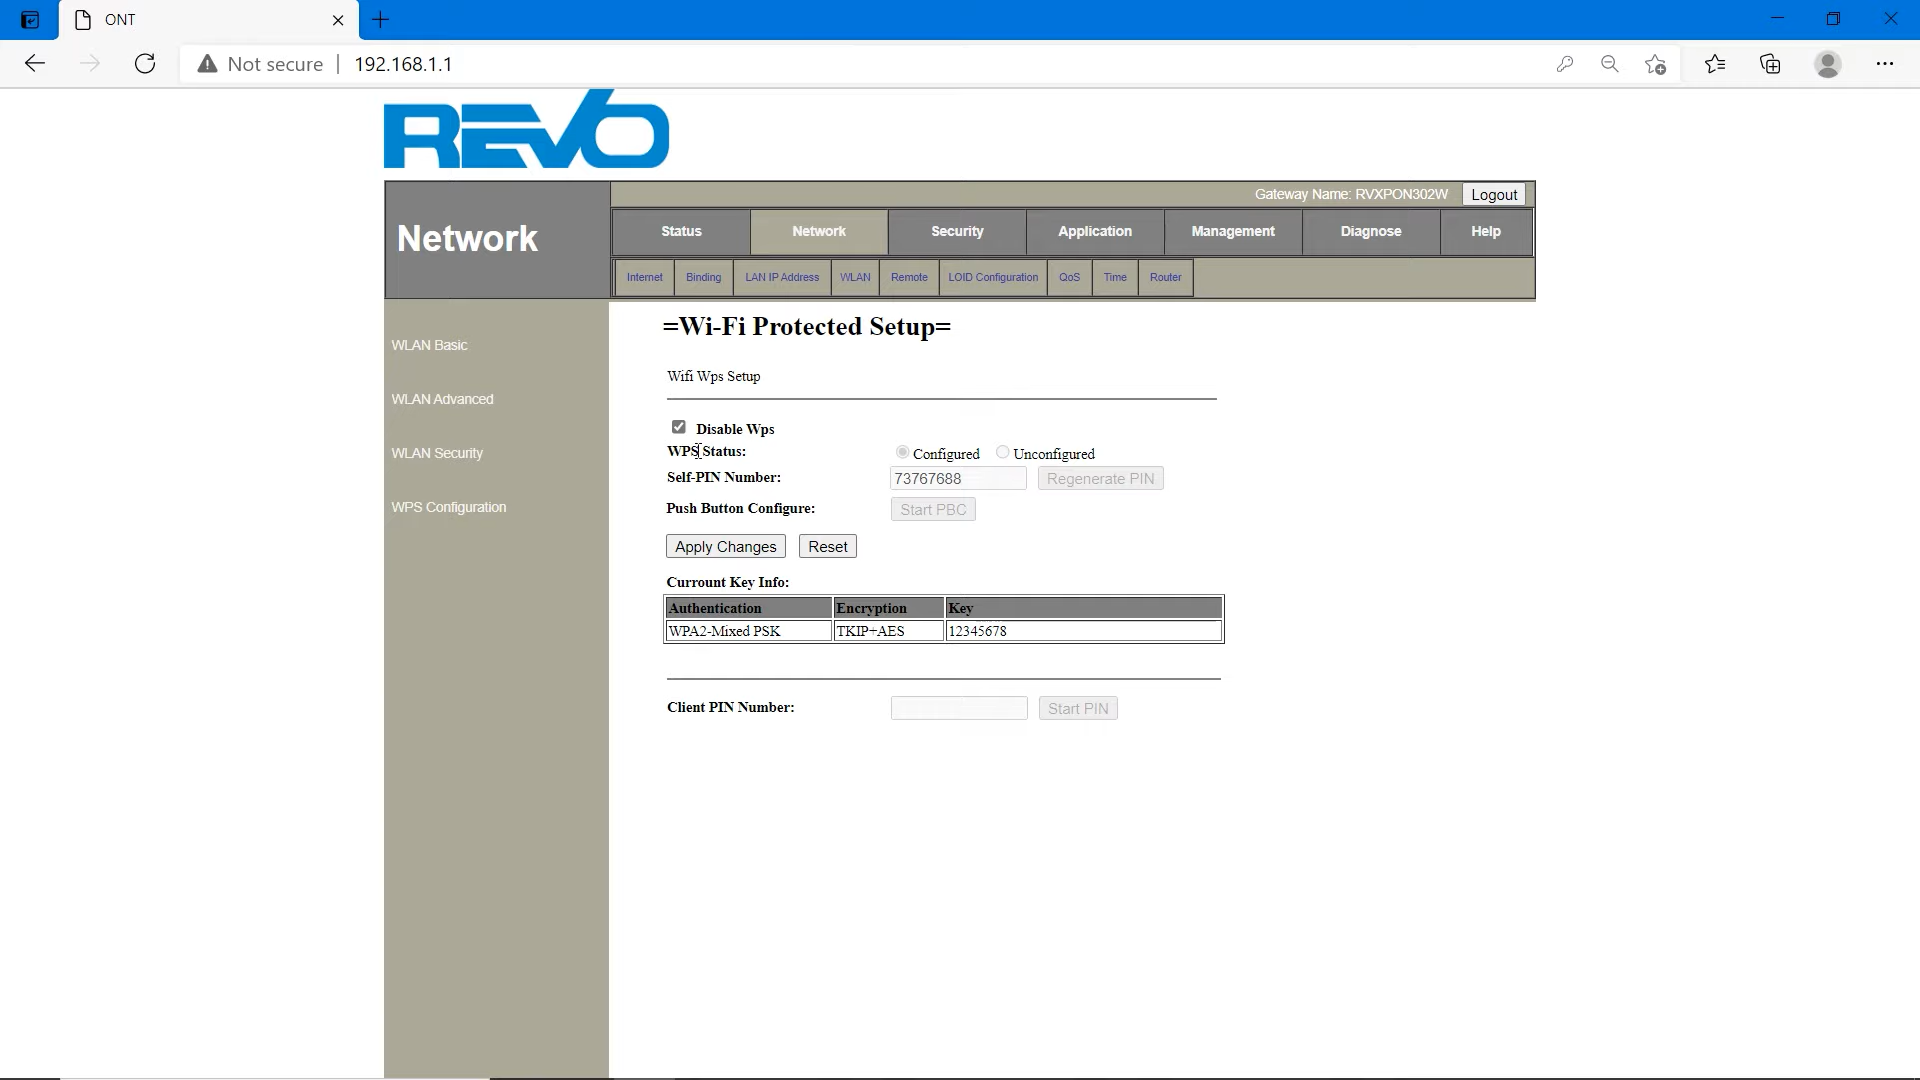 ONT
Not secure | 192.168.1.1
REVO
Gateway Name: RVXPON302W Logout
Network
Status Network Security Application Management Diagnose Help
Internet Binding LAN IP Address WLAN Remote LOID Configuration QoS Time Router
WLAN Basic
WLAN Advanced
WLAN Security
WPS Configuration
=Wi-Fi Protected Setup=
Wifi Wps Setup
Disable Wps
WPS Status: Configured Unconfigured
Self-PIN Number: 73767688 Regenerate PIN
Push Button Configure: Start PBC
Apply Changes Reset
Curround Key Info:
Authentication Encryption Key
WPA2-Mixed PSK TKIP+AES 12345678
Client PIN Number: Start PIN